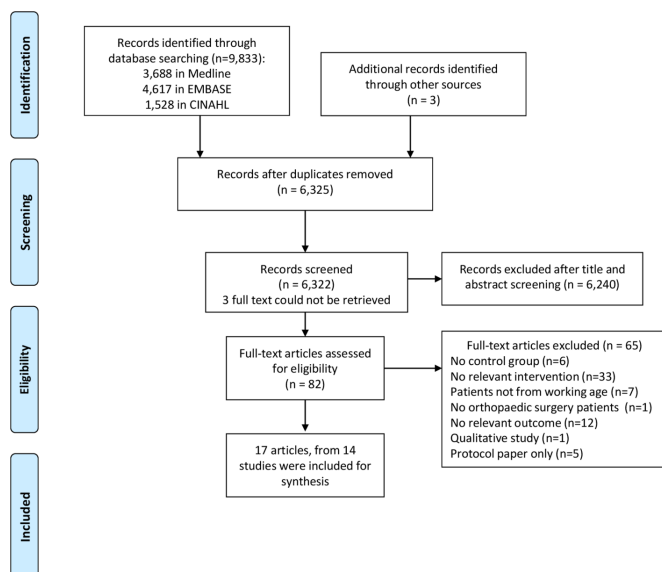 Identification
Records identified through
database searching (n=9,833):
3,688 in Medline
4,617 in EMBASE
1,528 in CINAHL
Additional records identified
through other sources
(n = 3)
Screening
Records after duplicates removed
(n = 6,325)
Records screened
(n = 6,322)
3 full text could not be retrieved
Records excluded after title and
abstract screening (n = 6,240)
Eligibility
Full-text articles assessed
for eligibility
(n = 82)
Full-text articles excluded (n = 65)
No control group (n=6)
No relevant intervention (n=33)
Patients not from working age (n=7)
No orthopaedic surgery patients (n=1)
No relevant outcome (n=12)
Qualitative study (n=1)
Protocol paper only (n=5)
Included
17 articles, from 14
studies were included for
synthesis